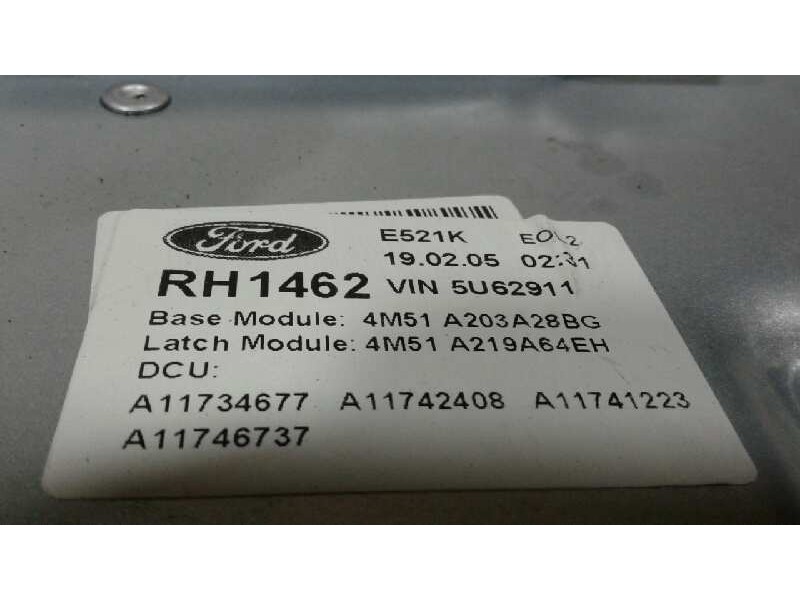 Ford
E521K
19.02.05
RH1462 VIN 5U62911
Base Module: 4M51 A203A28BG
Latch Module: 4M51 A219A64EH
DCU:
A11734677 A11742408 A11741223
A11746737